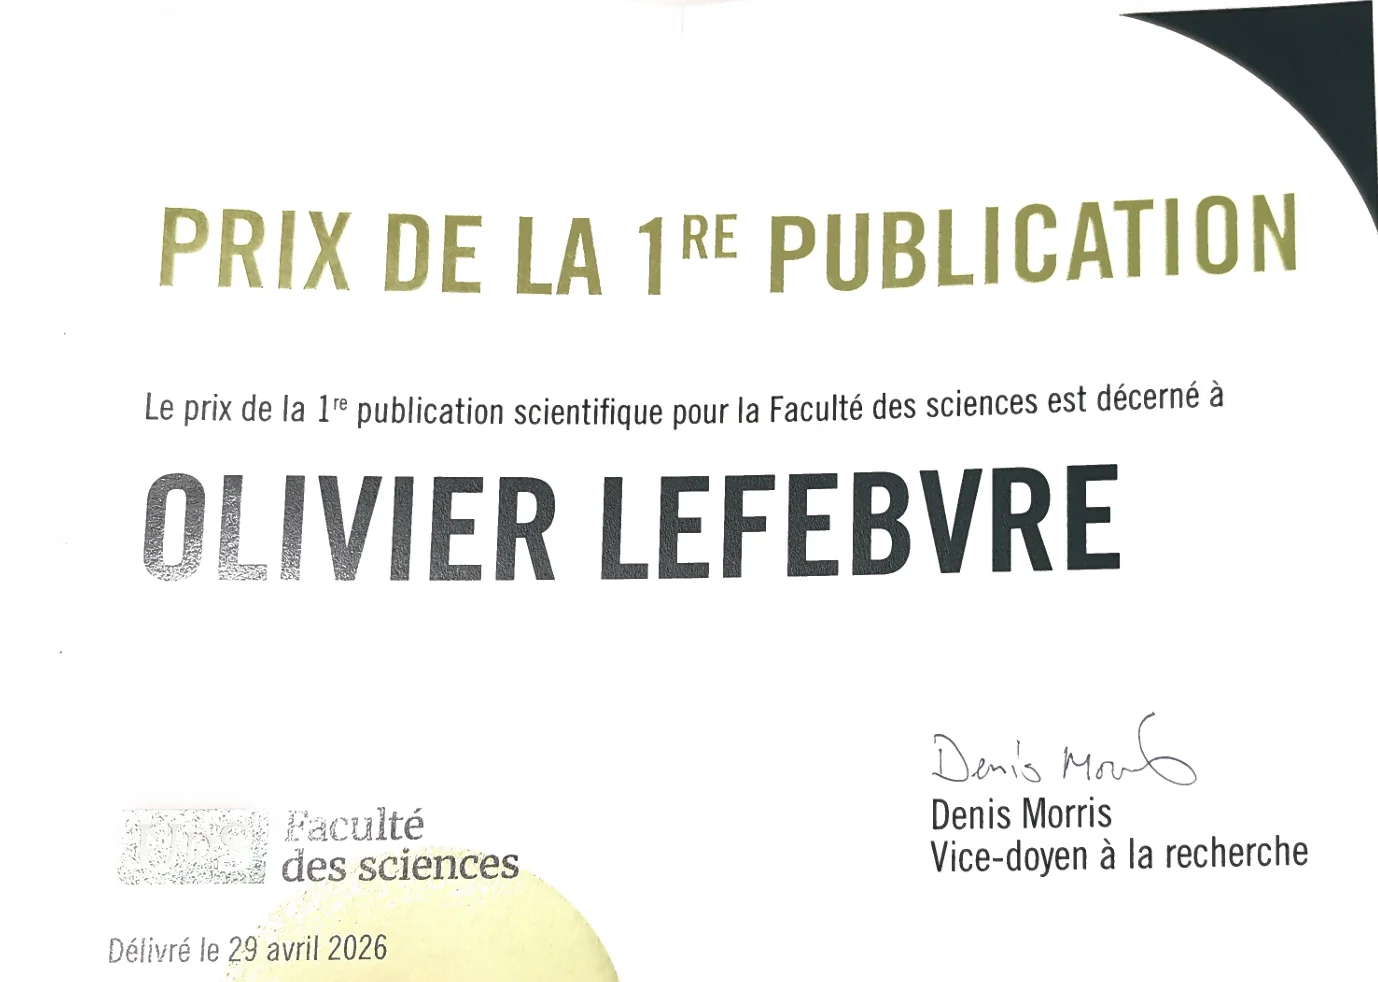 PRIX DE LA 1RE PUBLICATION
Le prix de la 1re publication scientifique pour la Faculté des sciences est décerné à
OLIVIER LEFEBVRE
Denis Morris
Denis Morris
Vice-doyen à la recherche
Faculté
des sciences
Délivré le 29 avril 2026